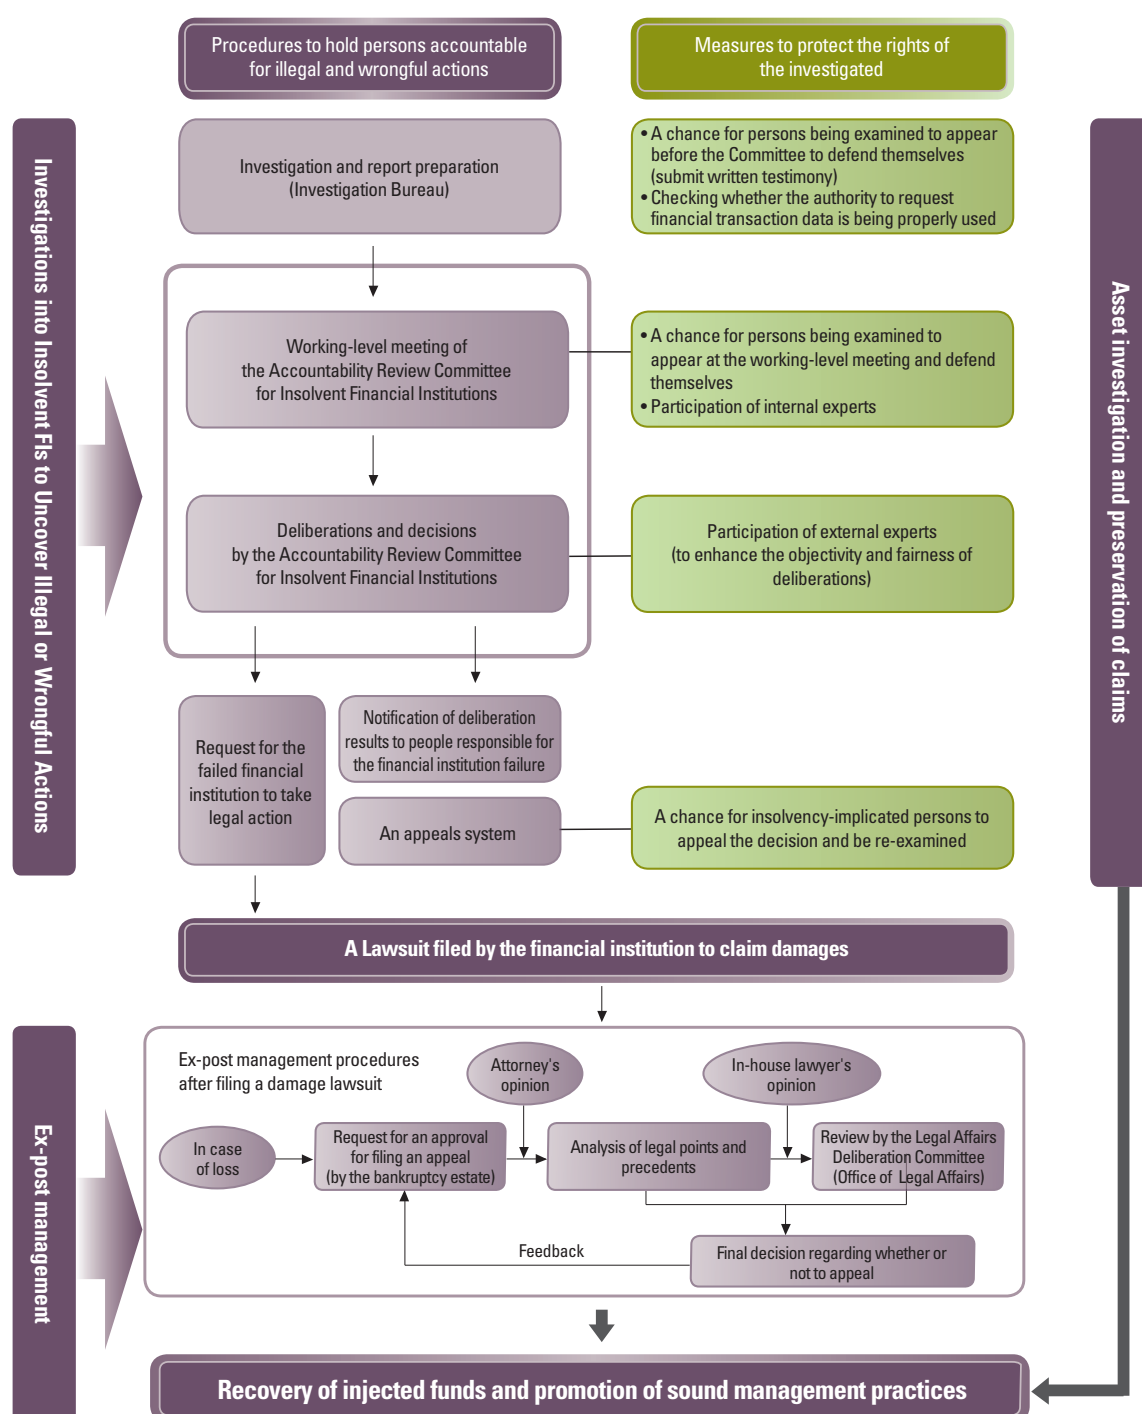 Procedures to hold persons accountable
for illegal and wrongful actions
Measures to protect the rights of
the investigated
Investigations into Insolvent FIs to Uncover Illegal or Wrongful Actions
Investigation and report preparation
(Investigation Bureau)
• A chance for persons being examined to appear
before the Committee to defend themselves
(submit written testimony)
• Checking whether the authority to request
financial transaction data is being properly used
Asset investigation and preservation of claims
Working-level meeting of
the Accountability Review Committee
for Insolvent Financial Institutions
• A chance for persons being examined to
appear at the working-level meeting and defend
themselves
• Participation of internal experts
Deliberations and decisions
by the Accountability Review Committee
for Insolvent Financial Institutions
Participation of external experts
(to enhance the objectivity and fairness of
deliberations)
Request for the
failed financial
institution to take
legal action
Notification of deliberation
results to people responsible for
the financial institution failure
An appeals system
A chance for insolvency-implicated persons to
appeal the decision and be re-examined
A Lawsuit filed by the financial institution to claim damages
Ex-post management
Ex-post management procedures
after filing a damage lawsuit
Attorney's
opinion
In-house lawyer's
opinion
In case
of loss
Request for an approval
for filing an appeal
(by the bankruptcy estate)
Analysis of legal points and
precedents
Review by the Legal Affairs
Deliberation Committee
(Office of Legal Affairs)
Feedback
Final decision regarding whether or
not to appeal
Recovery of injected funds and promotion of sound management practices